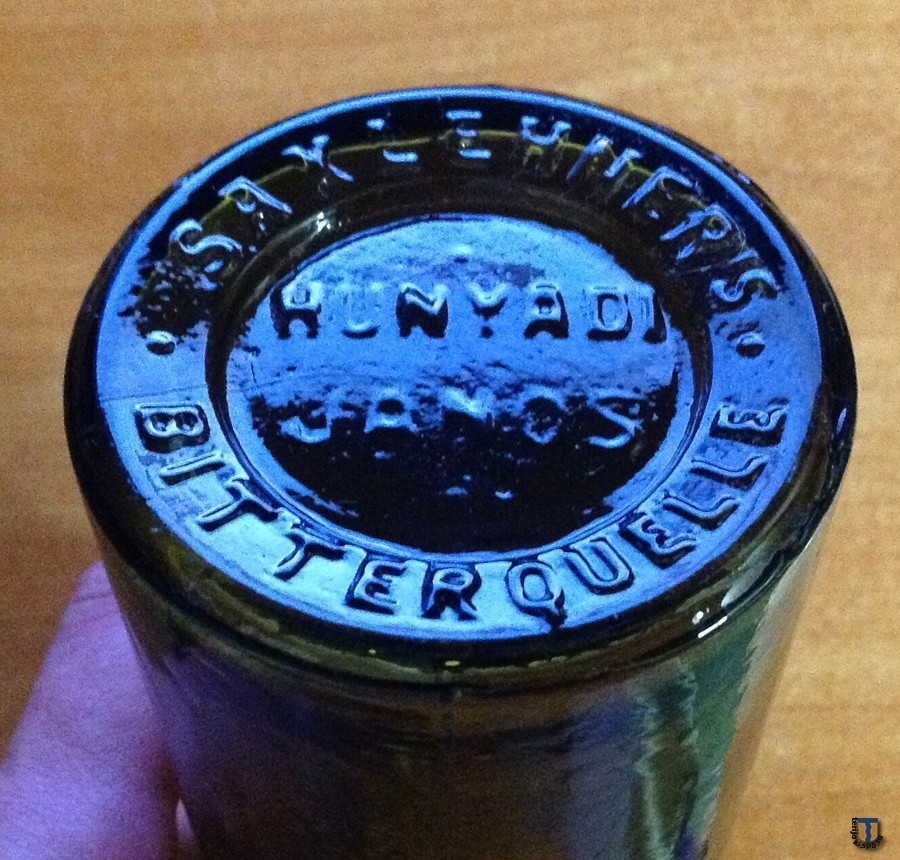 SAXLEHNER'S
HUNYADI
JANOS
BITTERQUELLE